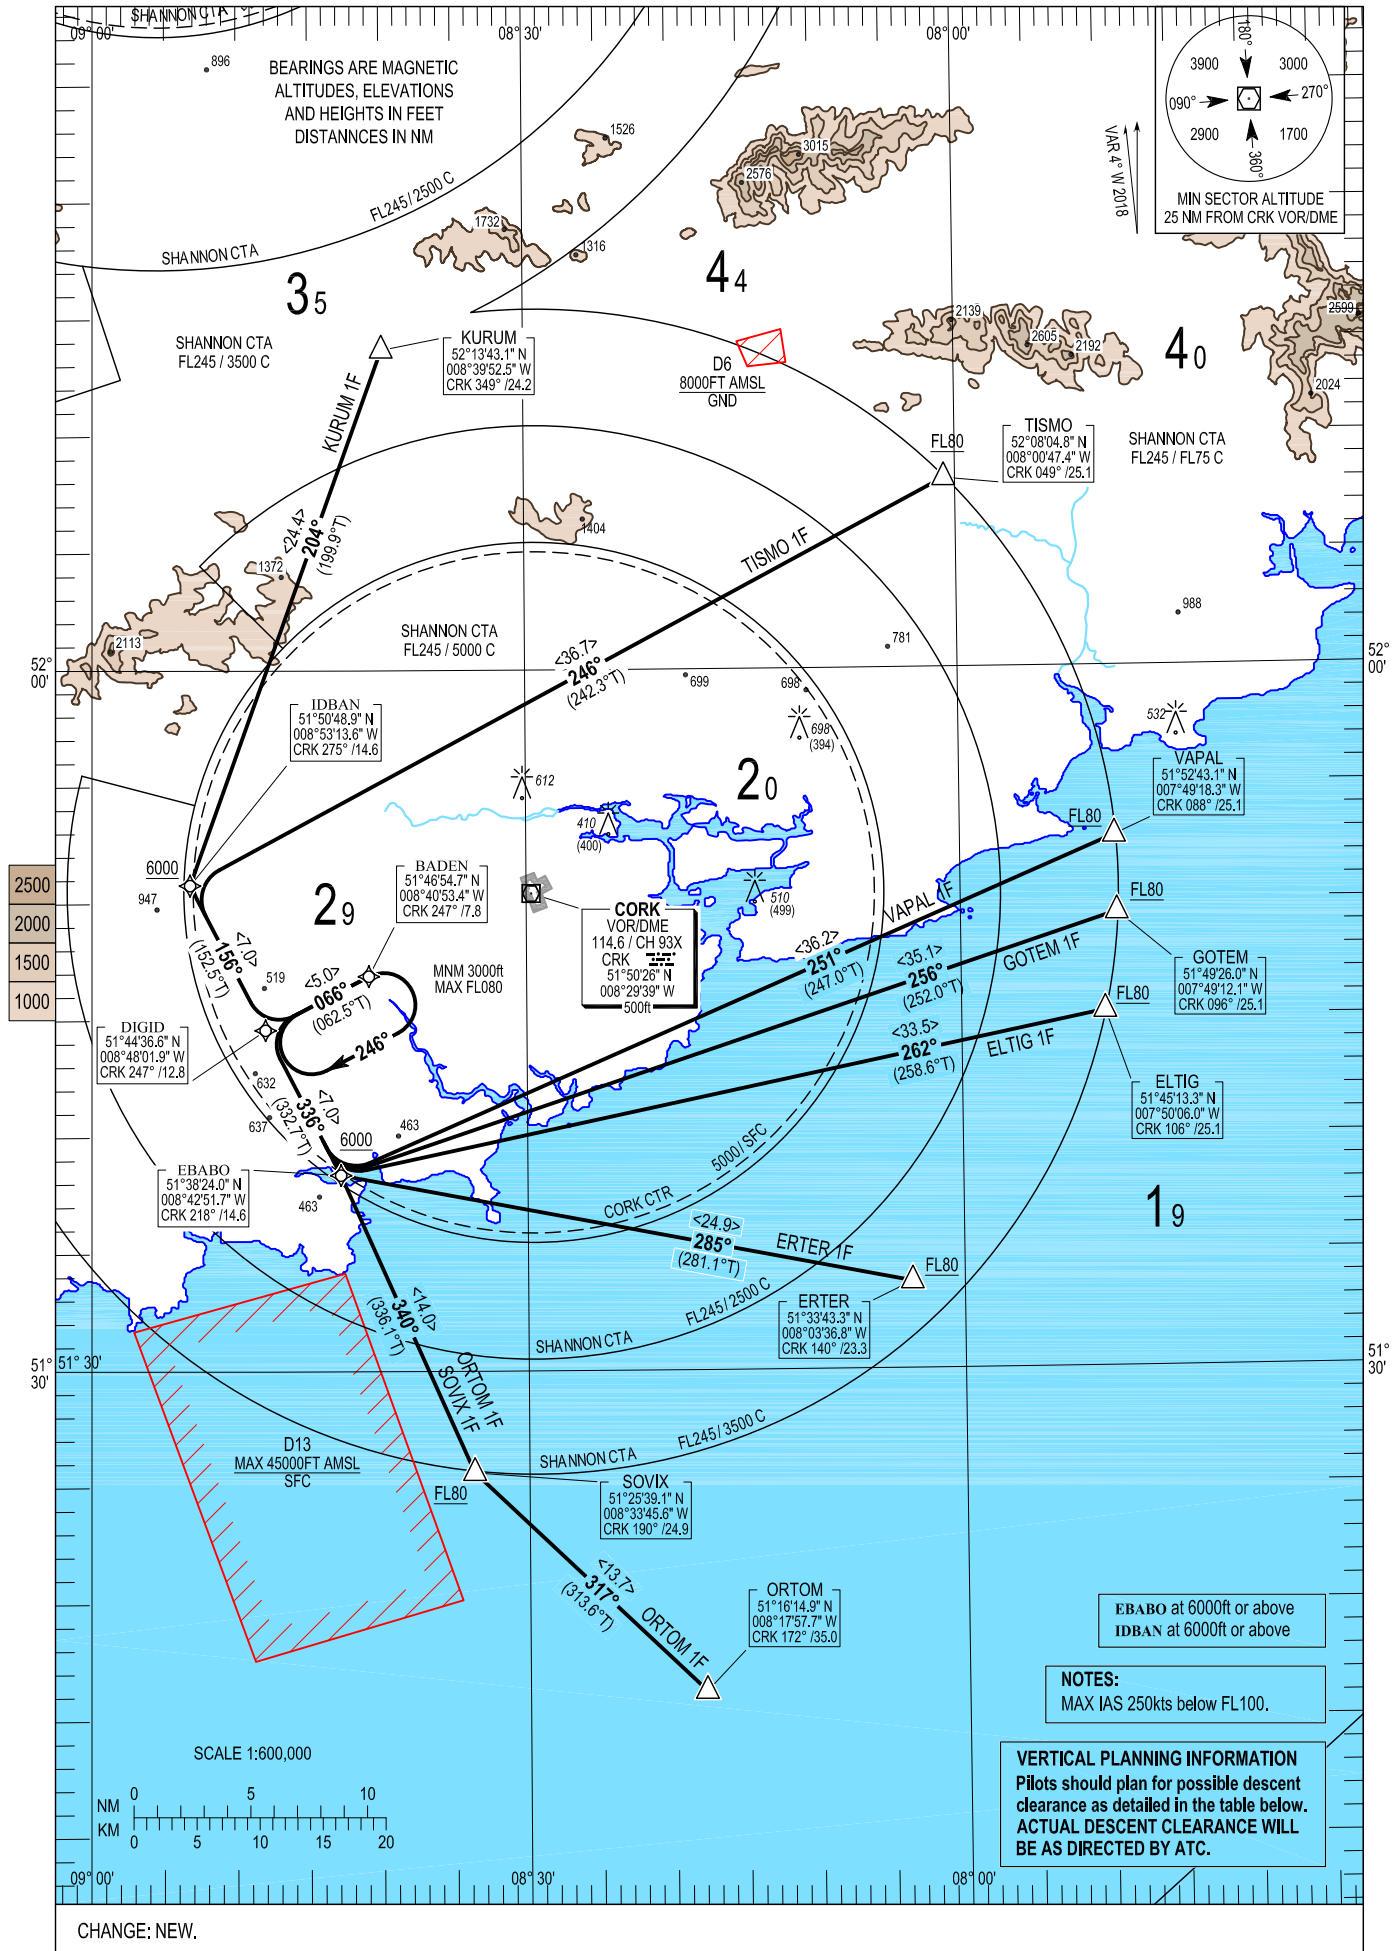 SHANNON CTA
09° 00'
08° 30'
08° 00'
896
BEARINGS ARE MAGNETIC
ALTITUDES, ELEVATIONS
AND HEIGHTS IN FEET
DISTANNCES IN NM
FL245 / 2500 C
SHANNON CTA
1526
3015
2576
1732
1316
VAR 4° W 2018
180°
3900
3000
090°
270°
2900
1700
360°
MIN SECTOR ALTITUDE
25 NM FROM CRK VOR/DME
35
44
40
2599
2139
2605
2192
2024
SHANNON CTA
FL245 / 3500 C
KURUM
52°13'43.1" N
008°39'52.5" W
CRK 349° /24.2
D6
8000FT AMSL
GND
KURUM 1F
<24.4>
204°
(199.9°T)
FL80
TISMO
52°08'04.8" N
008°00'47.4" W
CRK 049° /25.1
SHANNON CTA
FL245 / FL75 C
1404
1372
2113
TISMO 1F
<36.7>
246°
(242.3°T)
SHANNON CTA
FL245 / 5000 C
988
781
699
698
52°
00'
52°
00'
IDBAN
51°50'48.9" N
008°53'13.6" W
CRK 275° /14.6
698
(394)
532
612
20
410
(400)
VAPAL
51°52'43.1" N
007°49'18.3" W
CRK 088° /25.1
FL80
6000
947
2500
2000
1500
1000
29
BADEN
51°46'54.7" N
008°40'53.4" W
CRK 247° /7.8
CORK
VOR/DME
114.6 / CH 93X
CRK
51°50'26" N
008°29'39" W
500ft
510
(499)
VAPAL 1F
<36.2>
251°
(247.0°T)
FL80
GOTEM 1F
<35.1>
256°
(252.0°T)
GOTEM
51°49'26.0" N
007°49'12.1" W
CRK 096° /25.1
<7.0>
156°
(152.5°T)
519
<5.0>
066°
(062.5°T)
MNM 3000ft
MAX FL080
FL80
DIGID
51°44'36.6" N
008°48'01.9" W
CRK 247° /12.8
246°
<33.5>
262°
(258.6°T)
ELTIG 1F
ELTIG
51°45'13.3" N
007°50'06.0" W
CRK 106° /25.1
632
637
<7.0>
336°
(332.7°T)
6000
463
EBABO
51°38'24.0" N
008°42'51.7" W
CRK 218° /14.6
463
5000 / SFC
CORK CTR
19
<24.9>
285°
(281.1°T)
ERTER 1F
FL80
ERTER
51°33'43.3" N
008°03'36.8" W
CRK 140° /23.3
FL245 / 2500 C
SHANNON CTA
<14.0>
340°
(336.1°T)
ORTOM 1F
SOVIX 1F
51°
30'
51° 30'
51°
30'
D13
MAX 45000FT AMSL
SFC
FL245 / 3500 C
SHANNON CTA
FL80
SOVIX
51°25'39.1" N
008°33'45.6" W
CRK 190° /24.9
<13.7>
317°
(313.6°T)
ORTOM 1F
ORTOM
51°16'14.9" N
008°17'57.7" W
CRK 172° /35.0
EBABO at 6000ft or above
IDBAN at 6000ft or above
NOTES:
MAX IAS 250kts below FL100.
VERTICAL PLANNING INFORMATION
Pilots should plan for possible descent
clearance as detailed in the table below.
ACTUAL DESCENT CLEARANCE WILL
BE AS DIRECTED BY ATC.
SCALE 1:600,000
NM
0 5 10
KM
0 5 10 15 20
09° 00'
08° 30'
08° 00'
CHANGE: NEW.